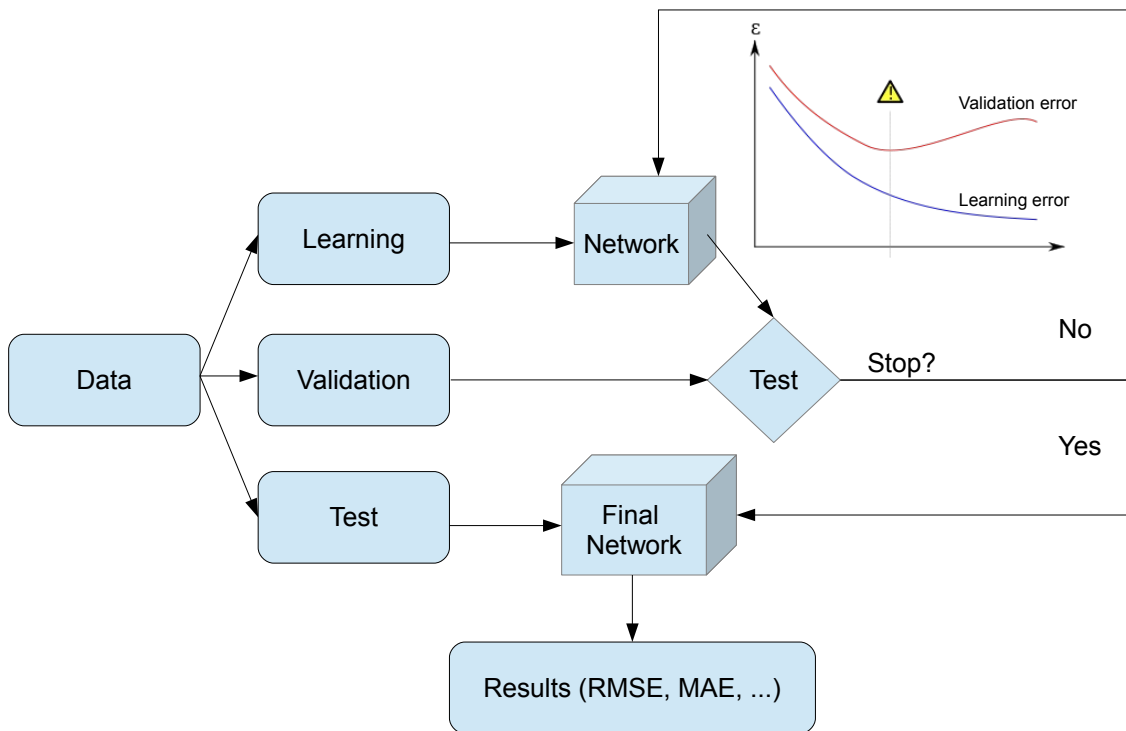 ε
Validation error
Learning error
Learning
Network
No
Data
Validation
Test
Stop?
Yes
Test
Final
Network
Results (RMSE, MAE, ...)